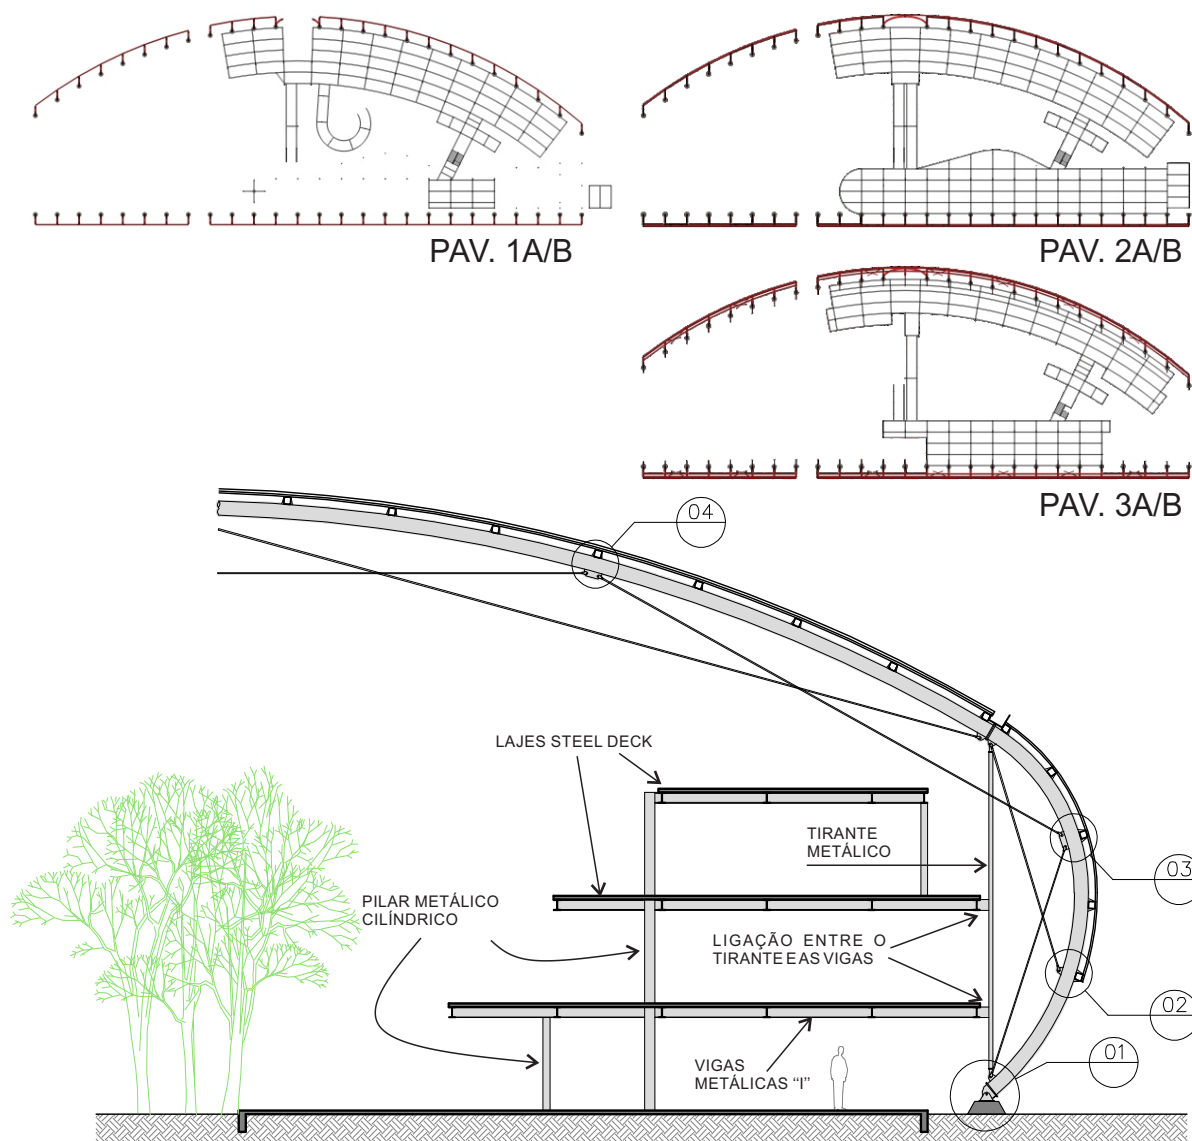 PAV. 1A/B
PAV. 2A/B
PAV. 3A/B
04
LAJES STEEL DECK
TIRANTE
METÁLICO
03
PILAR METÁLICO
CILÍNDRICO
LIGAÇÃO ENTRE O
TIRANTE E AS VIGAS
02
01
VIGAS
METÁLICAS “I”